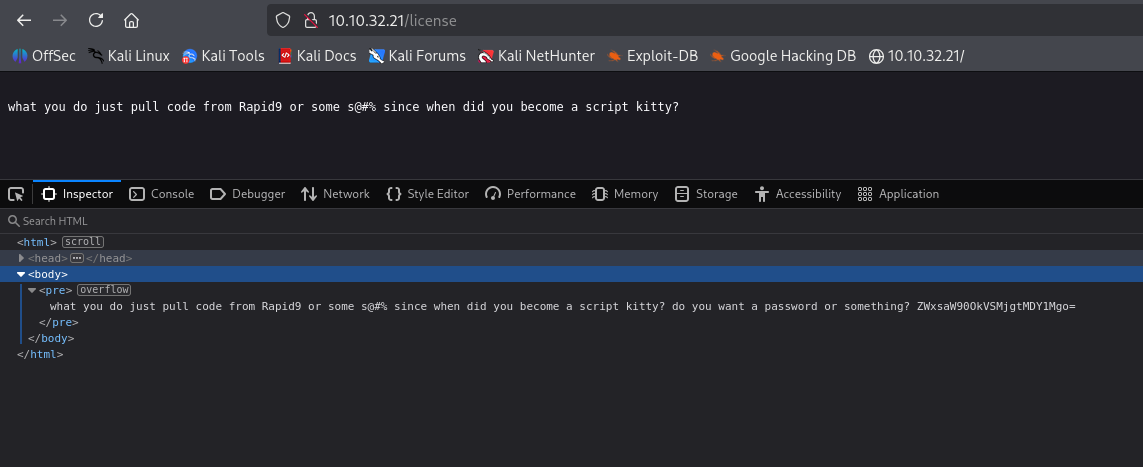 10.10.32.21/license
OffSec Kali Linux Kali Tools Kali Docs Kali Forums Kali NetHunter Exploit-DB Google Hacking DB 10.10.32.21/
what you do just pull code from Rapid9 or some s@#% since when did you become a script kitty?
Inspector Console Debugger Network Style Editor Performance Memory Storage Accessibility Application
Search HTML
<html> scroll
<head> ••• </head>
<body>
<pre> overflow
what you do just pull code from Rapid9 or some s@#% since when did you become a script kitty? do you want a password or something? ZWxsaW90OkVSMjgtMDY1Mgo=
</pre>
</body>
</html>